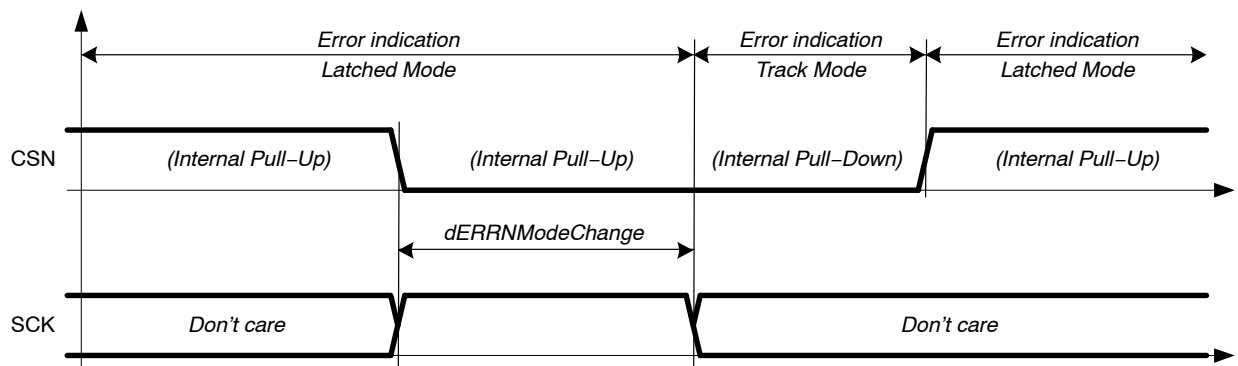 Error indication
Latched Mode
Error indication
Track Mode
Error indication
Latched Mode
CSN
(Internal Pull−Up)
(Internal Pull−Up)
(Internal Pull−Down)
(Internal Pull−Up)
dERRNModeChange
SCK
Don't care
Don't care